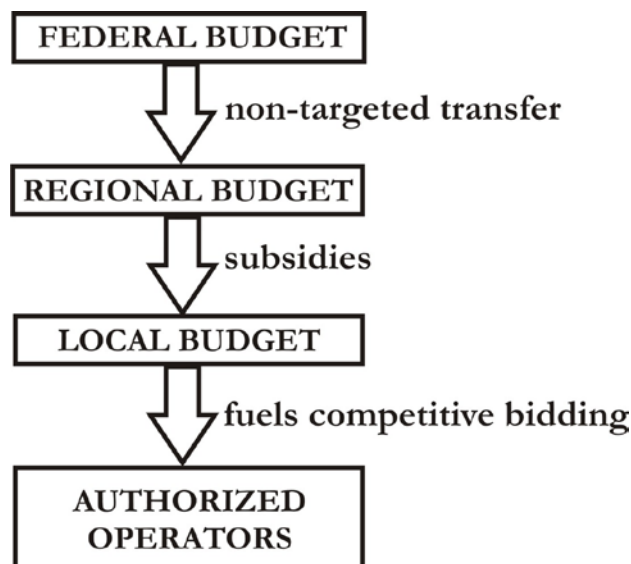 FEDERAL BUDGET
non-targeted transfer
REGIONAL BUDGET
subsidies
LOCAL BUDGET
fuels competitive bidding
AUTHORIZED
OPERATORS